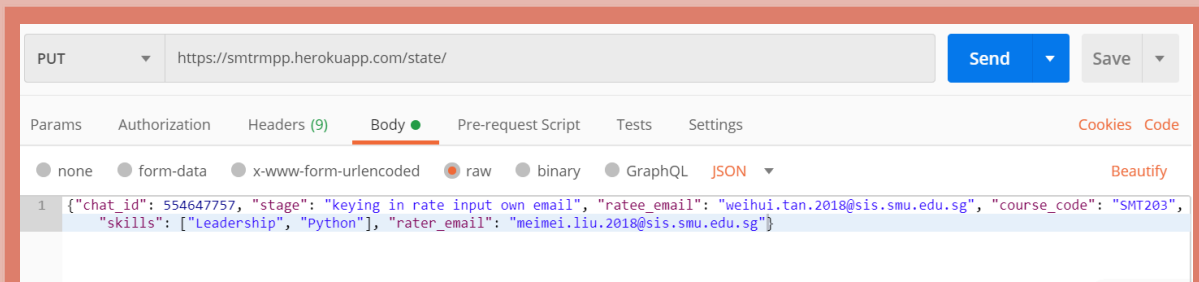 PUT https://smtrmpp.herokuapp.com/state/ Send Save
Params Authorization Headers (9) Body Pre-request Script Tests Settings Cookies Code
none form-data x-www-form-urlencoded raw binary GraphQL JSON Beautify
1 {"chat_id": 554647757, "stage": "keying in rate input own email", "ratee_email": "weihui.tan.2018@sis.smu.edu.sg", "course_code": "SMT203",
"skills": ["Leadership", "Python"], "rater_email": "meimei.liu.2018@sis.smu.edu.sg"}